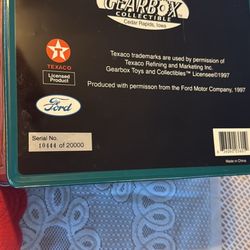 GEARBOX
COLLECTIBLE
Cedar Rapids, Iowa
TEXACO
Licensed
Product
Texaco trademarks are used by permission of
Texaco Refining and Marketing Inc.
Gearbox Toys and Collectibles™ Licensee©1997
Ford
Produced with permission from the Ford Motor Company, 1997
Serial No.
10444 of 20000
Made in China